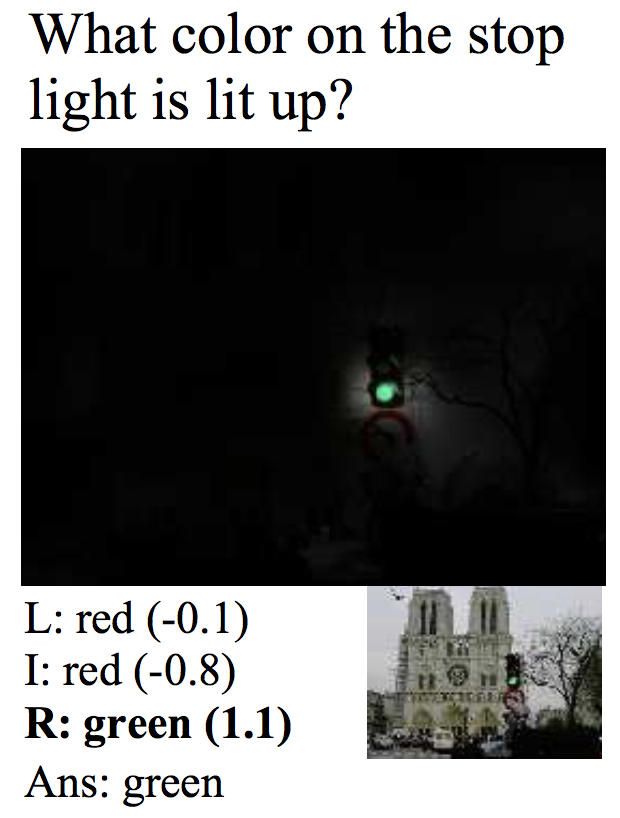 What color on the stop
light is lit up?
L: red (-0.1)
I: red (-0.8)
R: green (1.1)
Ans: green